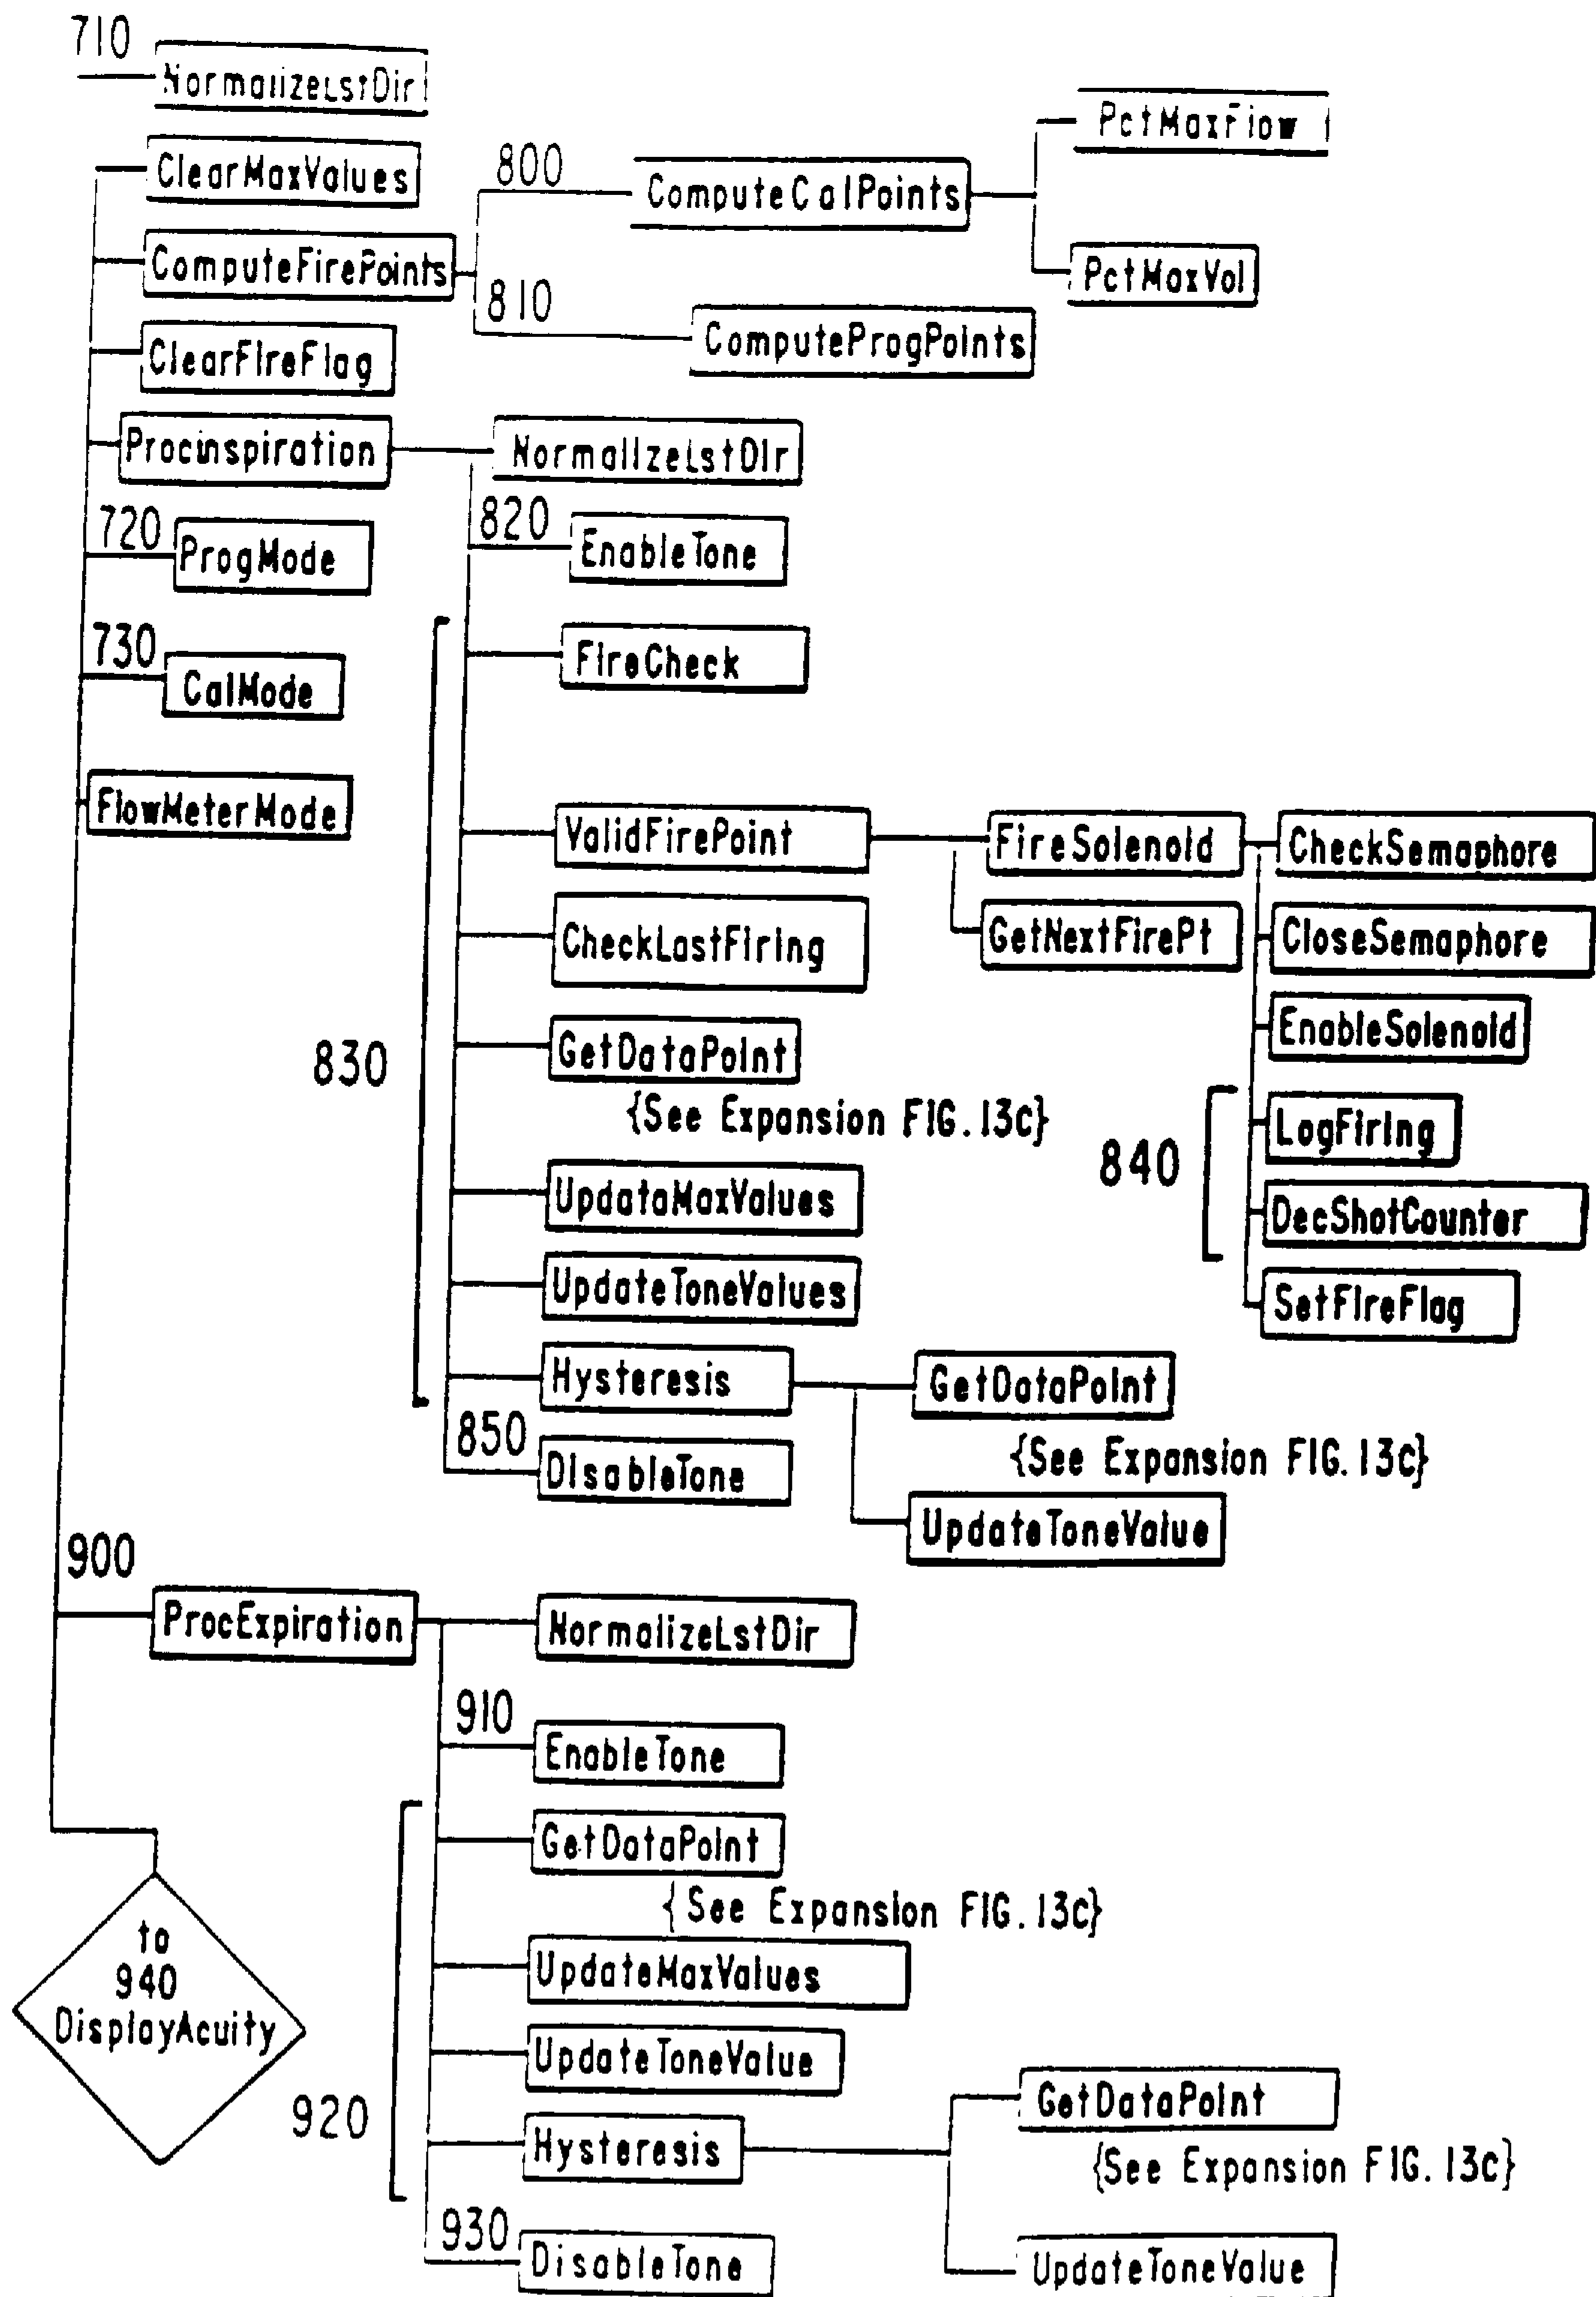 710
NormalizeLstDir
ClearMaxValues
ComputeFirePoints
800
ComputeCalPoints
PctMaxFlow
PctMaxVol
810
ComputeProgPoints
ClearFireFlag
Procinspiration
NormalizeLstDir
720
ProgMode
820
EnableTone
730
CalMode
FireCheck
FlowMeterMode
830
ValidFirePoint
FireSolenoid
CheckSemaphore
GetNextFirePt
CloseSemaphore
CheckLastFiring
EnableSolenoid
GetDataPoint
{See Expansion FIG. 13c}
840
LogFiring
DecShotCounter
SetFireFlag
UpdataMaxValues
UpdateToneValues
Hysteresis
GetDataPoint
{See Expansion FIG. 13c}
UpdateToneValue
850
DisableTone
900
ProcExpiration
NormalizeLstDir
910
EnableTone
920
GetDataPoint
{See Expansion FIG. 13c}
UpdateMaxValues
UpdateToneValue
Hysteresis
GetDataPoint
{See Expansion FIG. 13c}
UpdateToneValue
930
DisableTone
to
940
DisplayAcuity